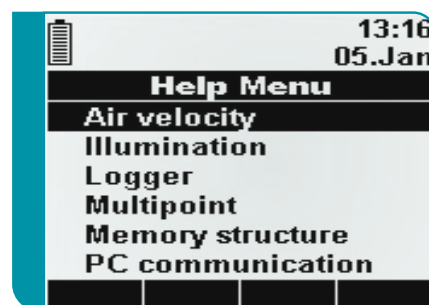 13:16
05.Jan
Help Menu
Air velocity
Illumination
Logger
Multipoint
Memory structure
PC communication